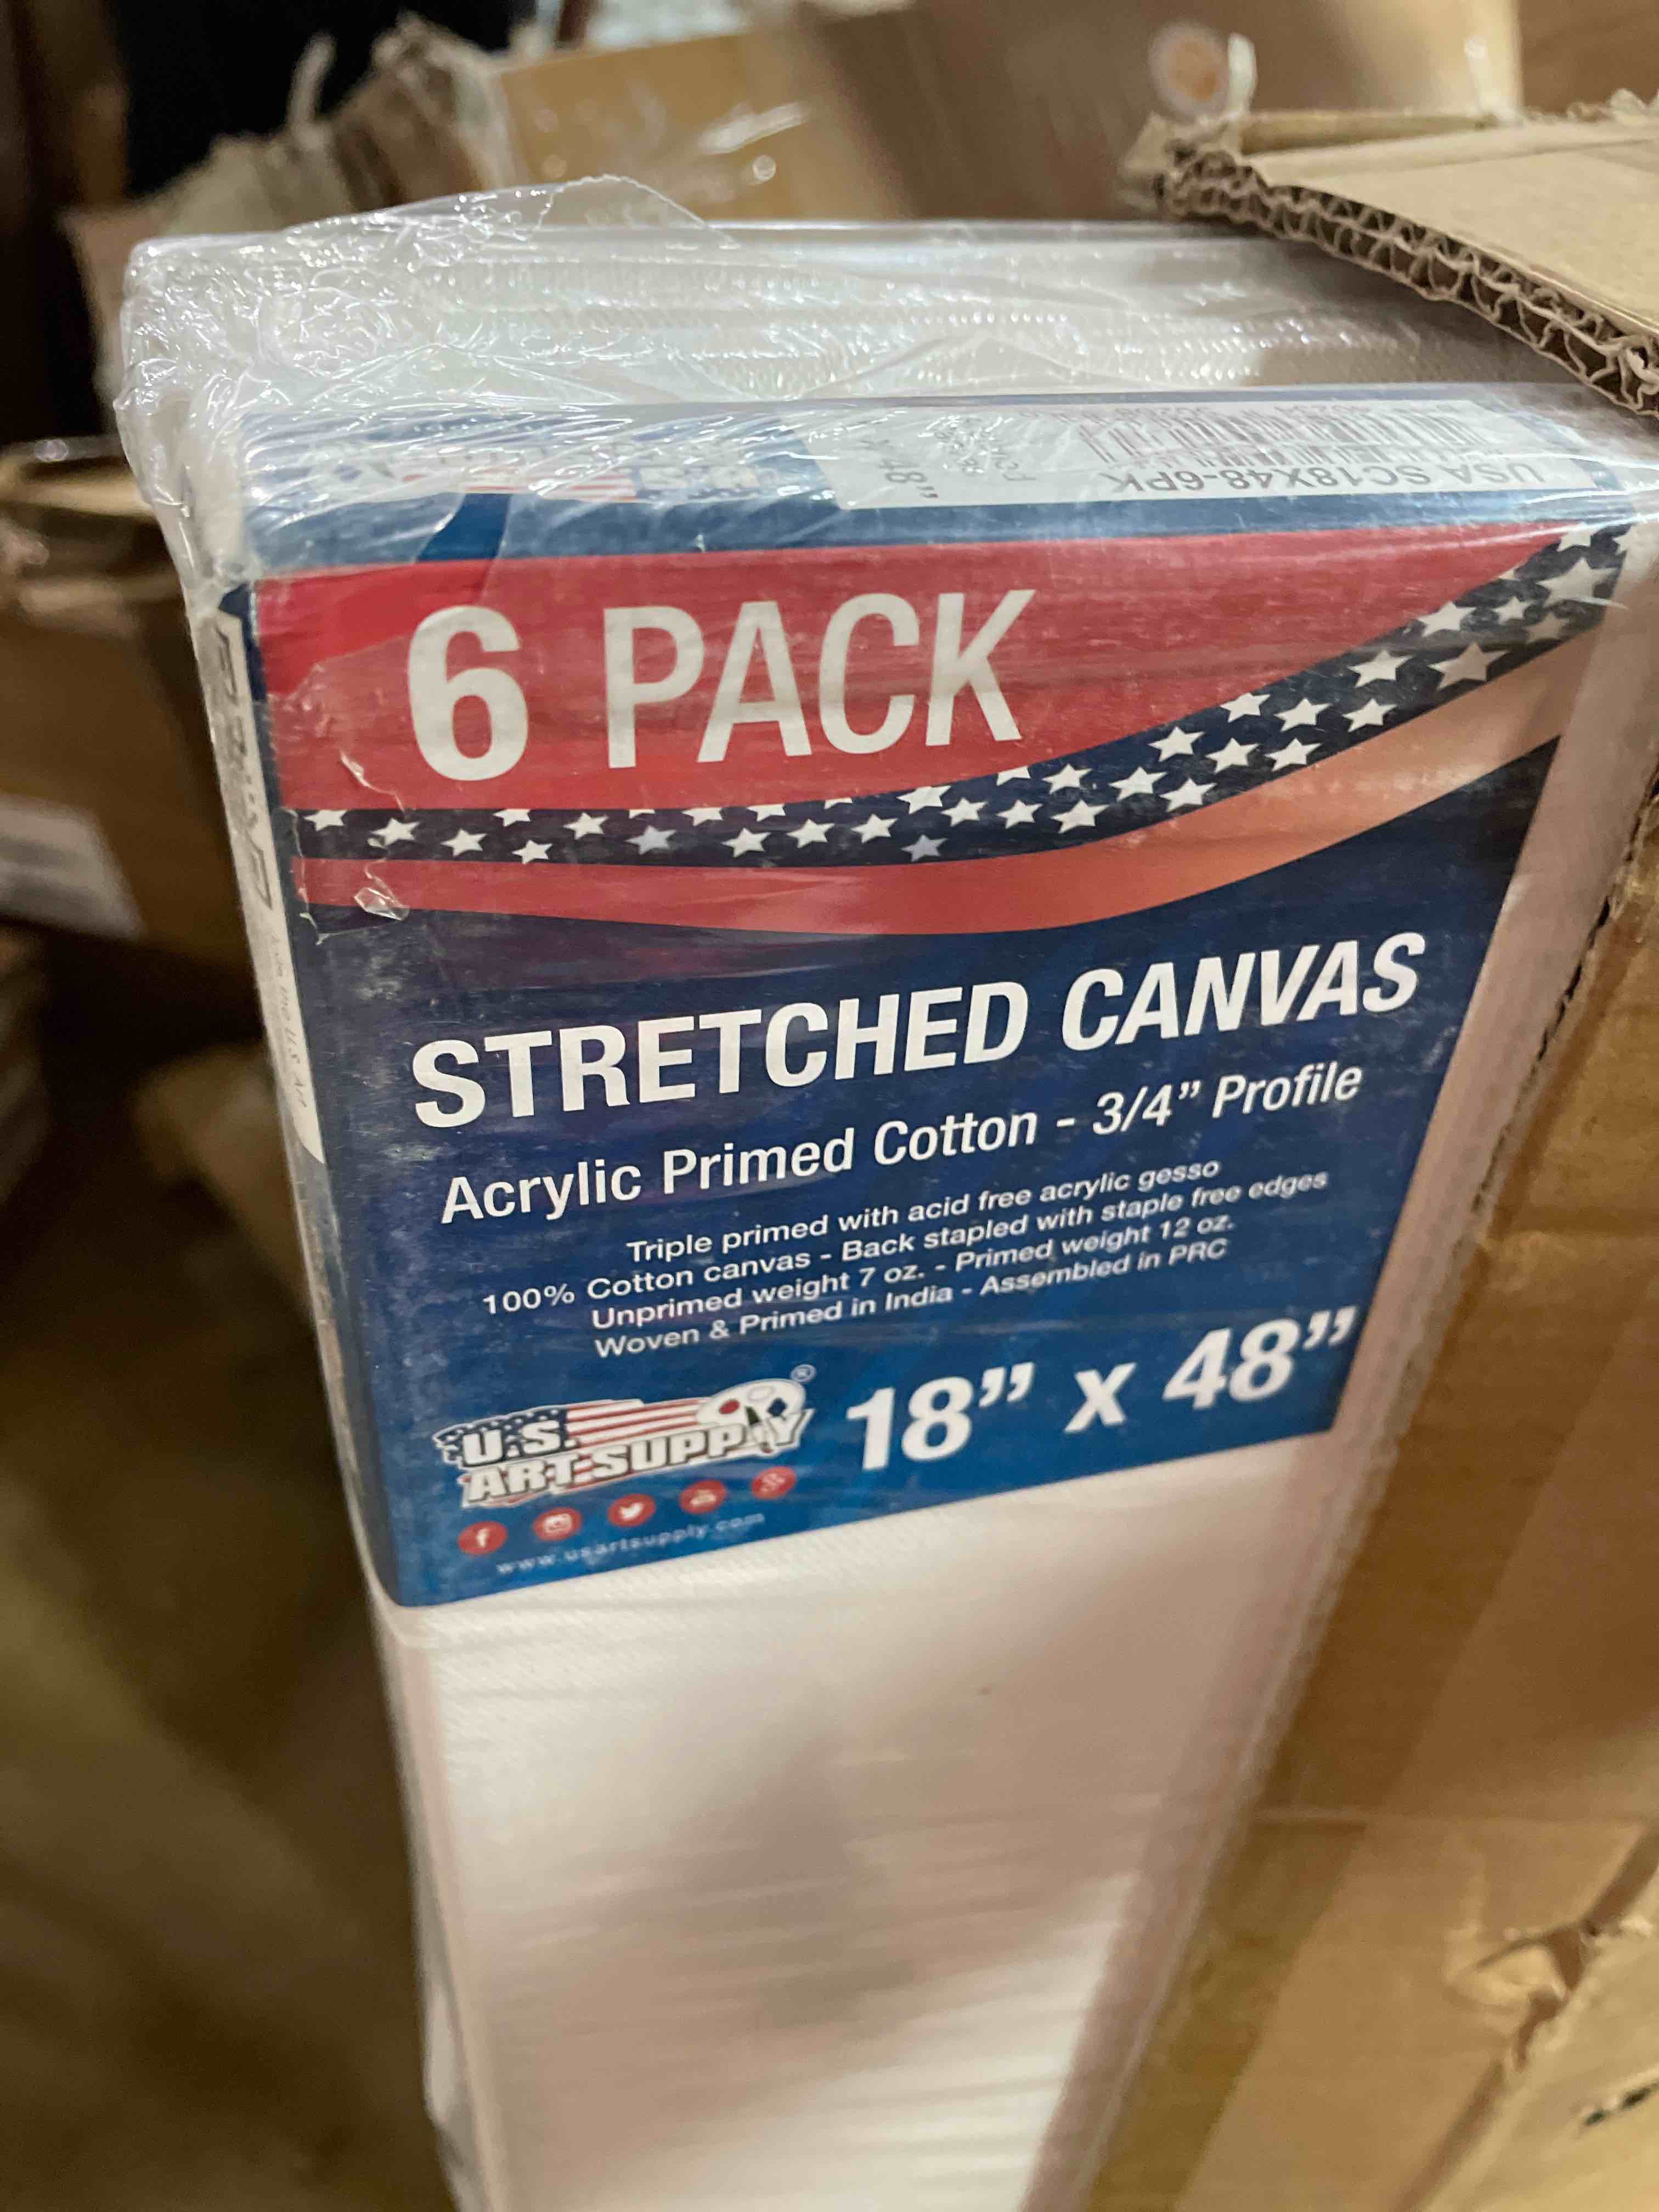 USA SC18X48-6PK
6 PACK
STRETCHED CANVAS
Acrylic Primed Cotton - 3/4” Profile
Triple primed with acid free acrylic gesso
100% Cotton canvas - Back stapled with staple free edges
Unprimed weight 7 oz. - Primed weight 12 oz.
Woven & Primed in India - Assembled in PRC
U.S.
ART SUPPLY®
18” x 48”
www.usartsupply.com